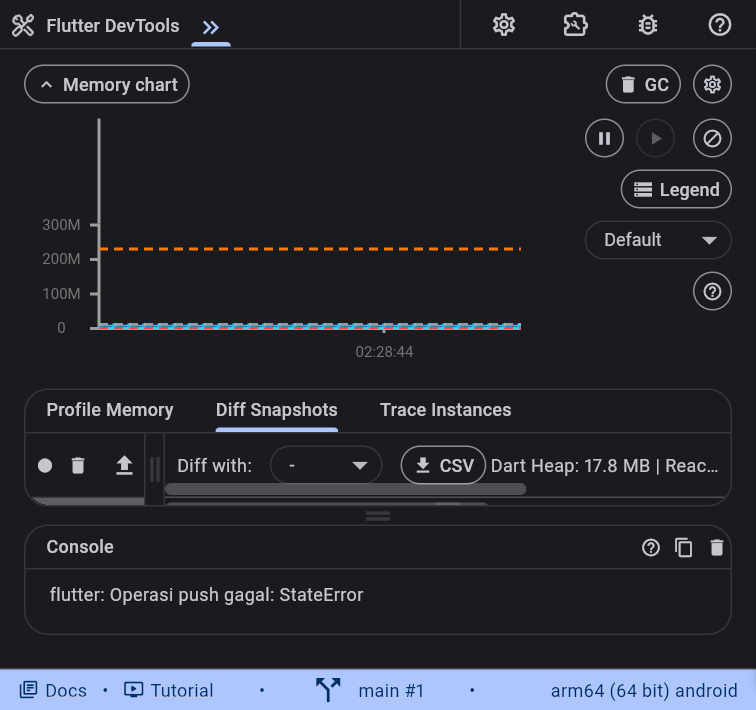 Flutter DevTools
Memory chart
GC
Legend
Default
300M
200M
100M
0
02:28:44
Profile Memory Diff Snapshots Trace Instances
Diff with: - CSV Dart Heap: 17.8 MB | Reac...
Console
flutter: Operasi push gagal: StateError
Docs • Tutorial • main #1 • arm64 (64 bit) android